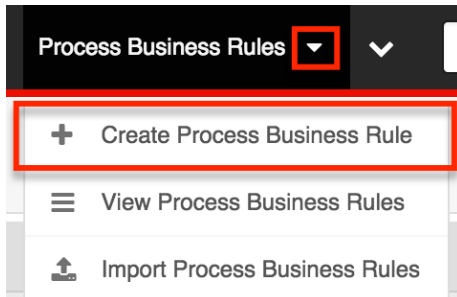 Process Business Rules
Create Process Business Rule
View Process Business Rules
Import Process Business Rules